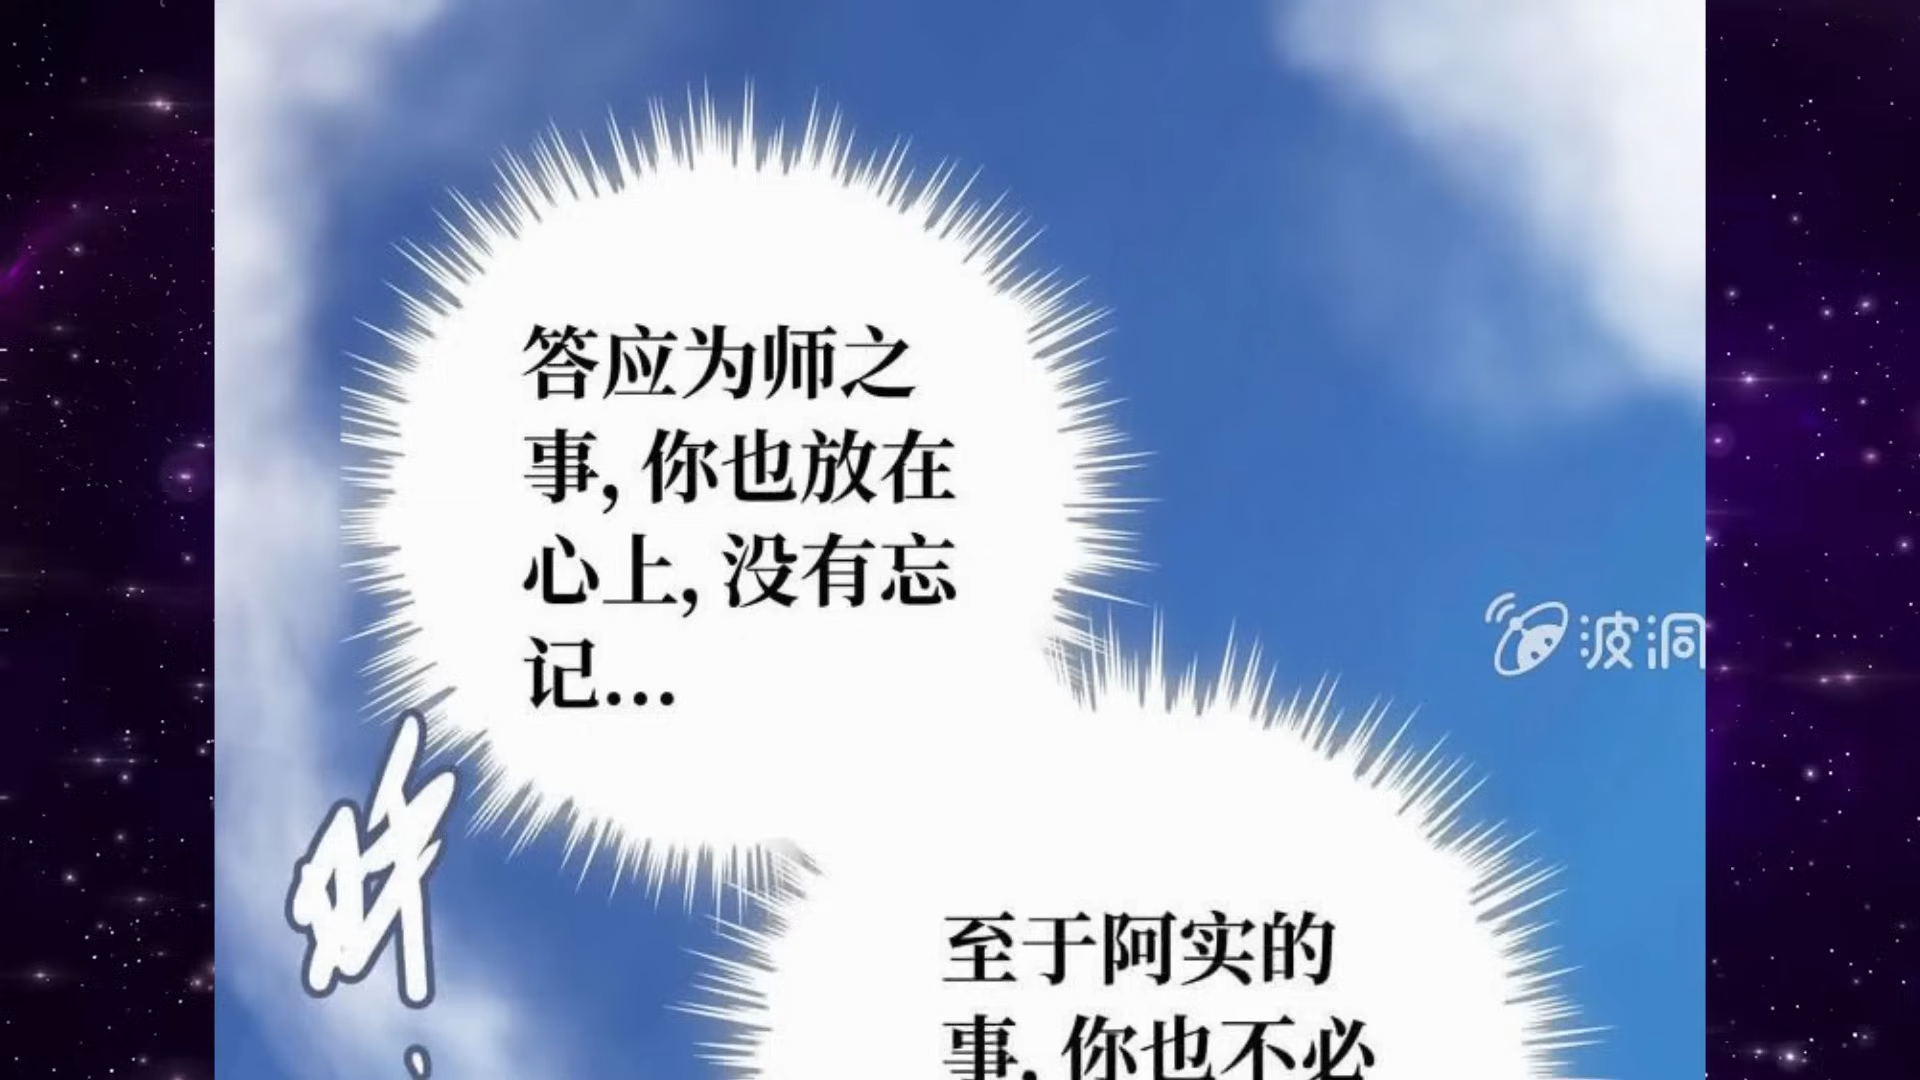 答应为师之
事,你也放在
心上,没有忘
记...
波洞
咩
至于阿实的
事,你也不必